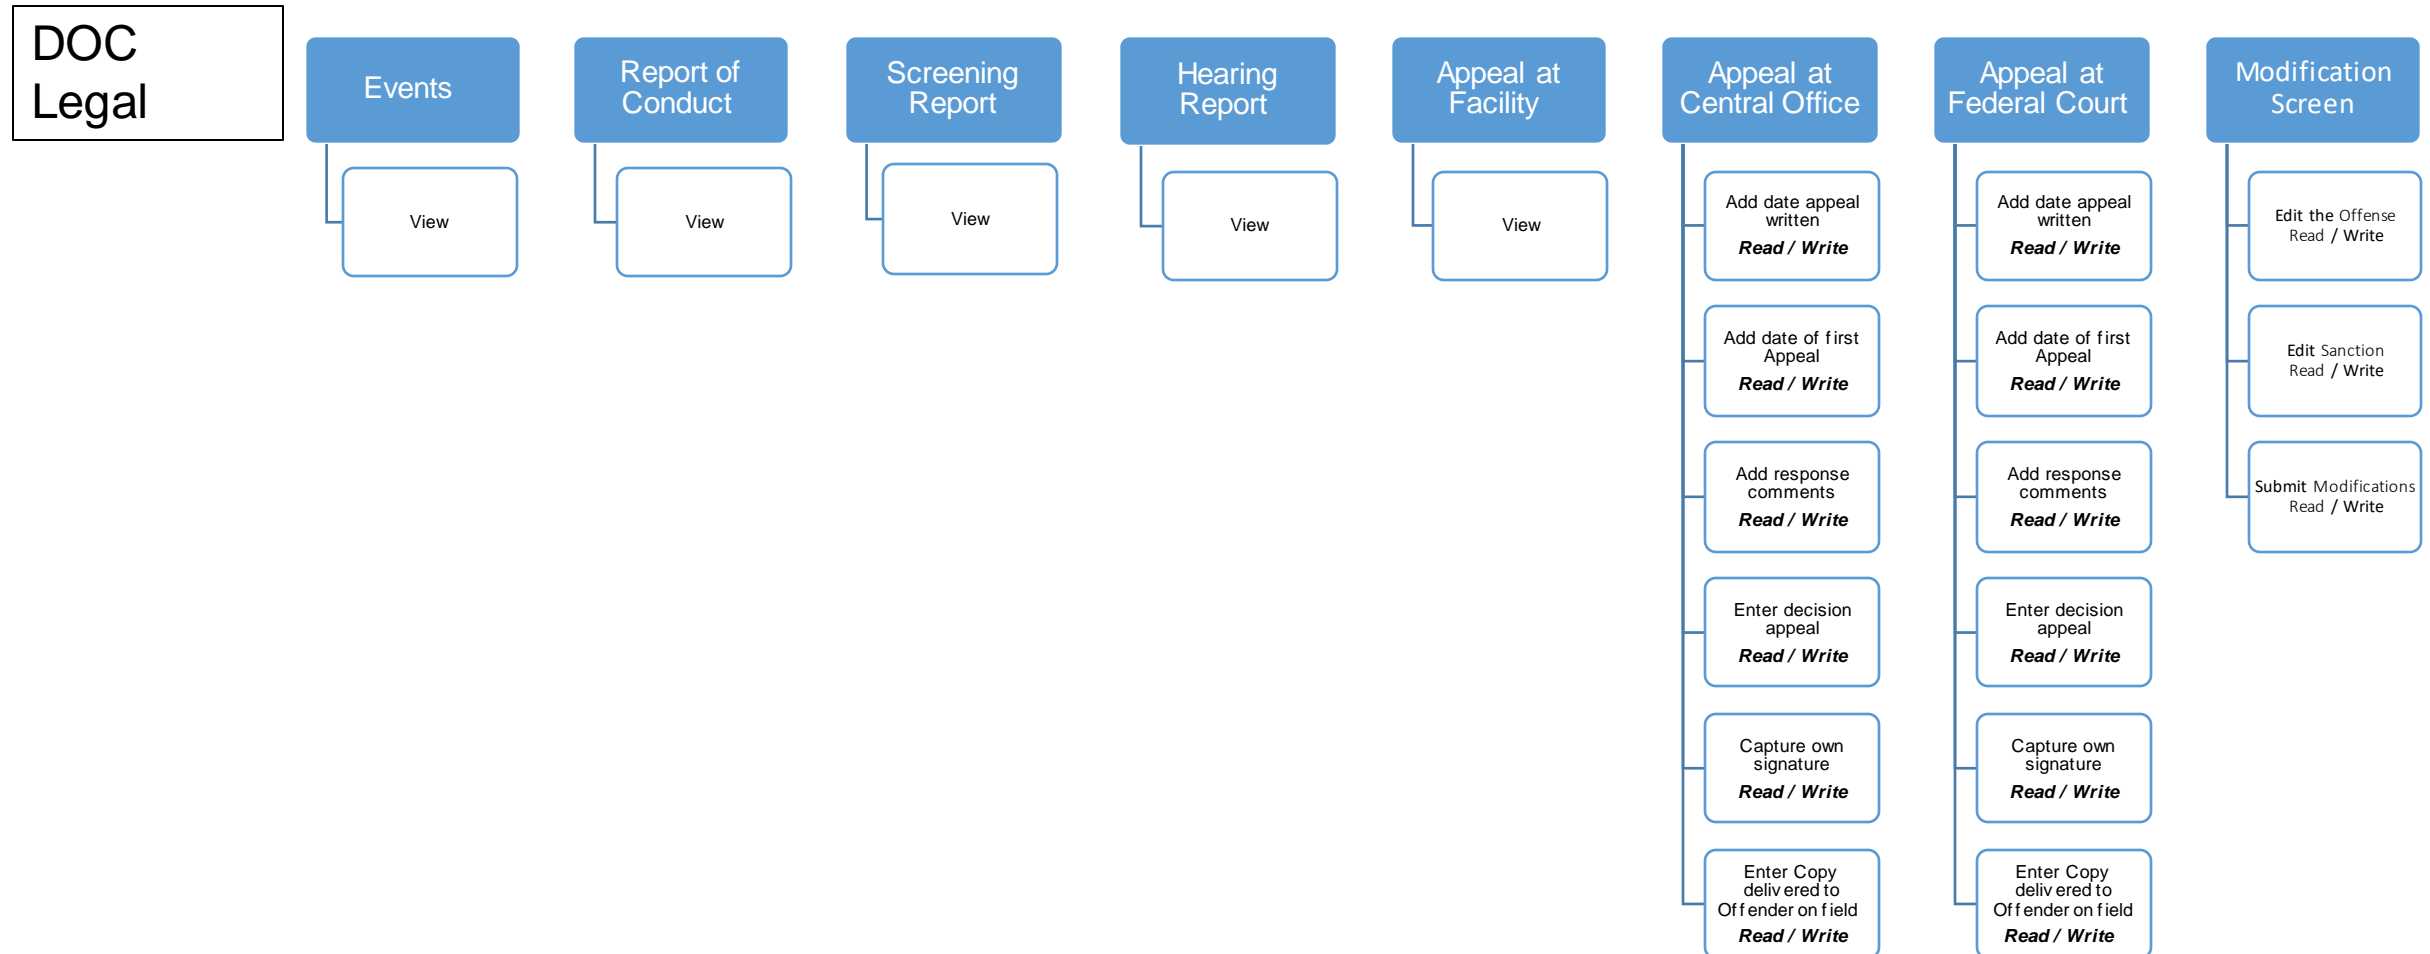 DOC
Legal
Events
View
Report of
Conduct
View
Screening
Report
View
Hearing
Report
View
Appeal at
Facility
View
Appeal at
Central Office
Add date appeal
written
Read / Write
Add date of first
Appeal
Read / Write
Add response
comments
Read / Write
Enter decision
appeal
Read / Write
Capture own
signature
Read / Write
Enter Copy
delivered to
Offender on field
Read / Write
Appeal at
Federal Court
Add date appeal
written
Read / Write
Add date of first
Appeal
Read / Write
Add response
comments
Read / Write
Enter decision
appeal
Read / Write
Capture own
signature
Read / Write
Enter Copy
delivered to
Offender on field
Read / Write
Modification
Screen
Edit the Offense
Read / Write
Edit Sanction
Read / Write
Submit Modifications
Read / Write